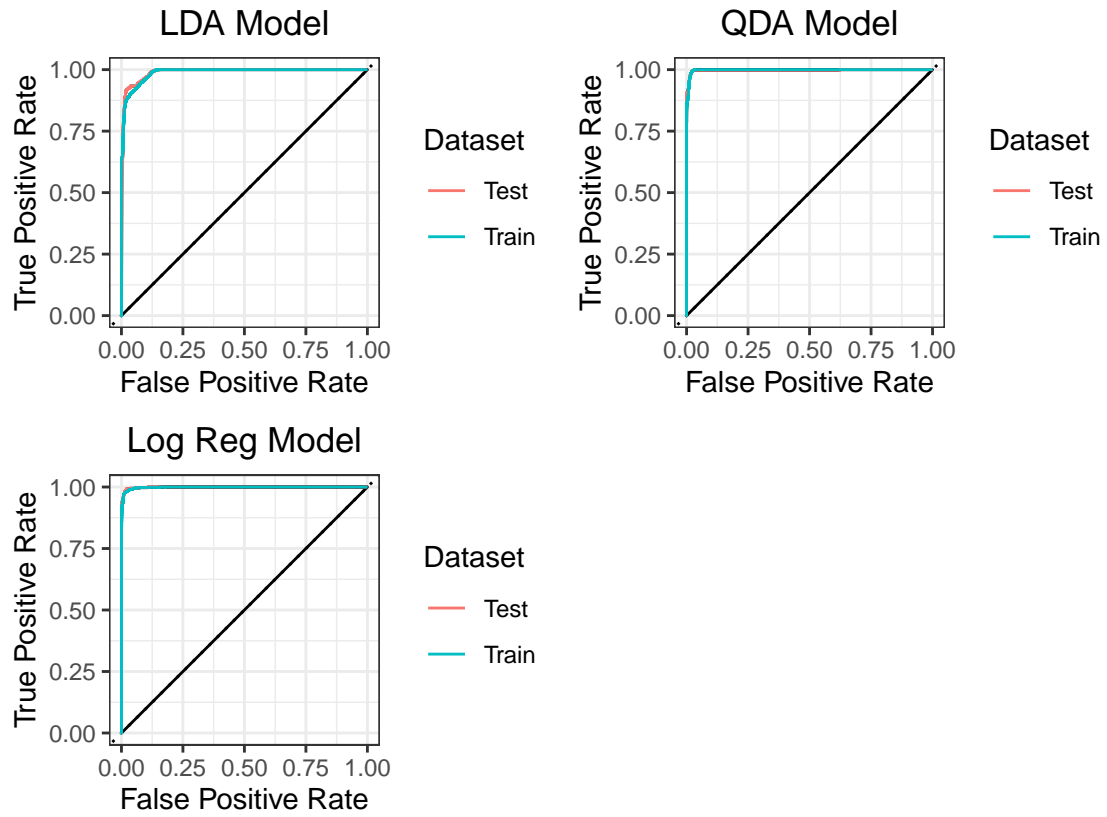 LDA Model
True Positive Rate
1.00
0.75
0.50
0.25
0.00
0.00 0.25 0.50 0.75 1.00
False Positive Rate
Dataset
Test
Train
QDA Model
True Positive Rate
1.00
0.75
0.50
0.25
0.00
0.00 0.25 0.50 0.75 1.00
False Positive Rate
Dataset
Test
Train
Log Reg Model
True Positive Rate
1.00
0.75
0.50
0.25
0.00
0.00 0.25 0.50 0.75 1.00
False Positive Rate
Dataset
Test
Train